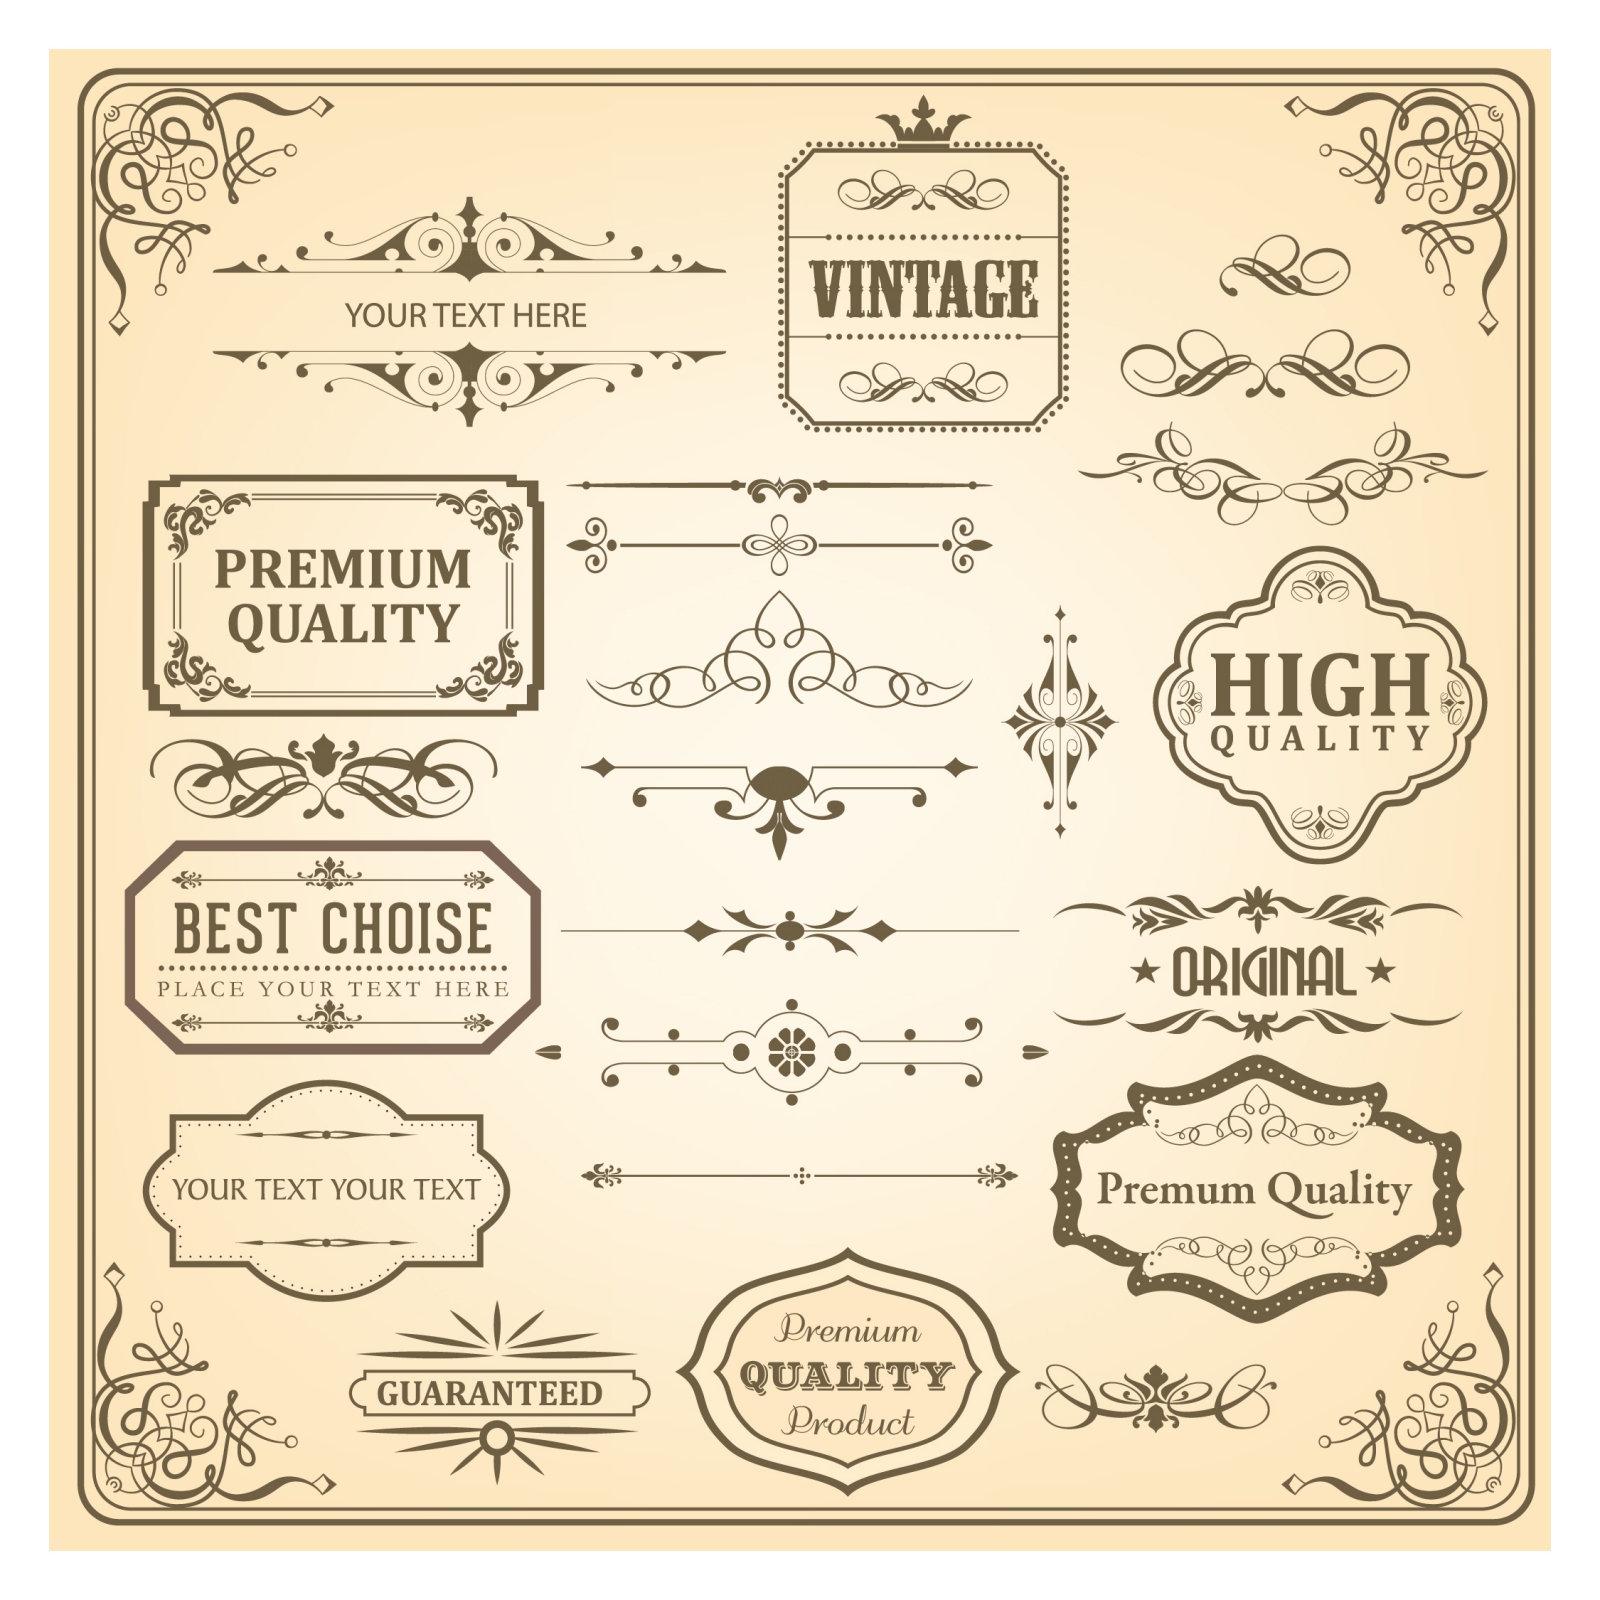 VINTAGE
YOUR TEXT HERE
PREMIUM
QUALITY
HIGH
QUALITY
BEST CHOISE
PLACE YOUR TEXT HERE
ORIGINAL
YOUR TEXT YOUR TEXT
Premum Quality
GUARANTEED
Premium
QUALITY
Product